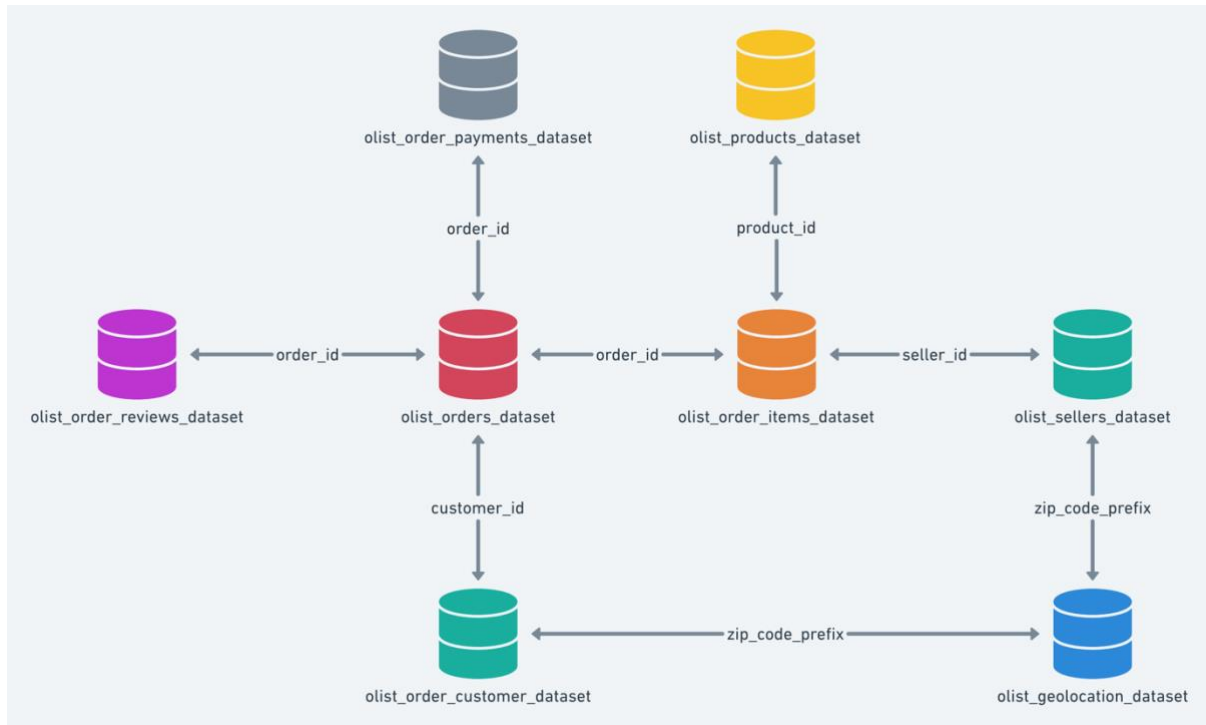 olist_order_payments_dataset
olist_products_dataset
order_id
product_id
order_id
order_id
seller_id
olist_order_reviews_dataset
olist_orders_dataset
olist_order_items_dataset
olist_sellers_dataset
customer_id
zip_code_prefix
zip_code_prefix
olist_order_customer_dataset
olist_geolocation_dataset